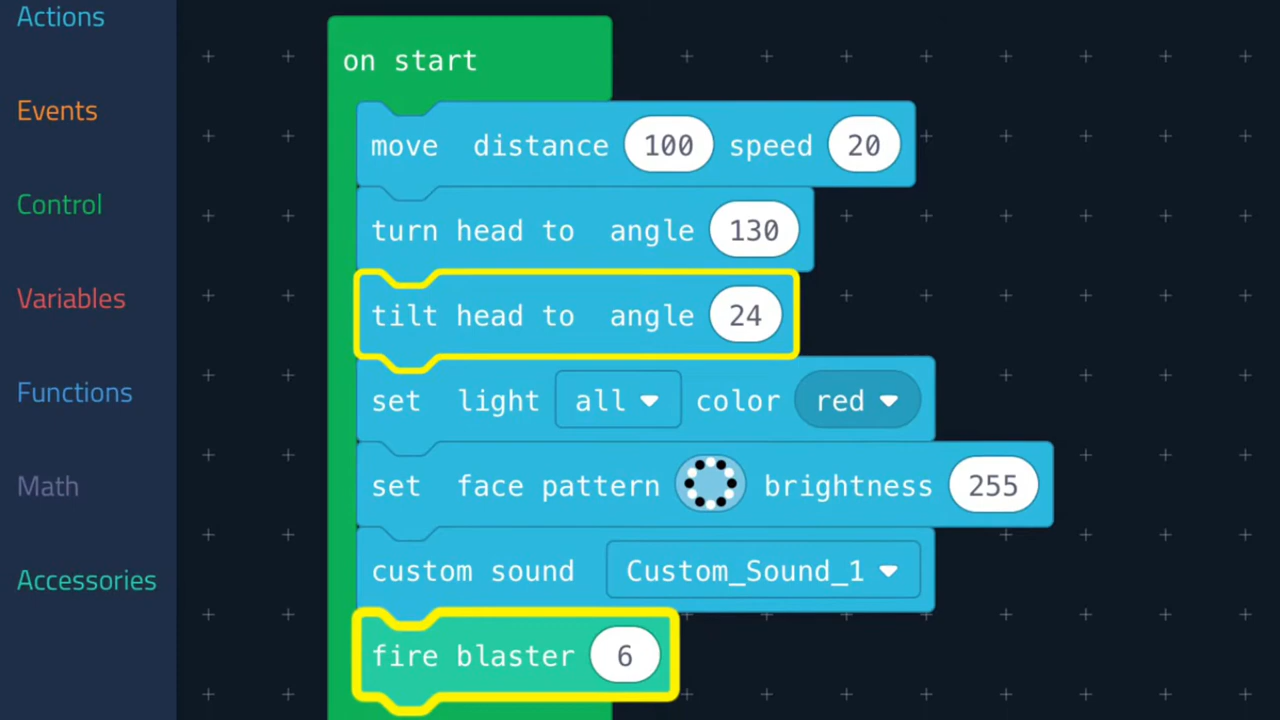 Actions
Events
Control
Variables
Functions
Math
Accessories
on start
move distance 100 speed 20
turn head to angle 130
tilt head to angle 24
set light all color red
set face pattern brightness 255
custom sound Custom_Sound_1
fire blaster 6